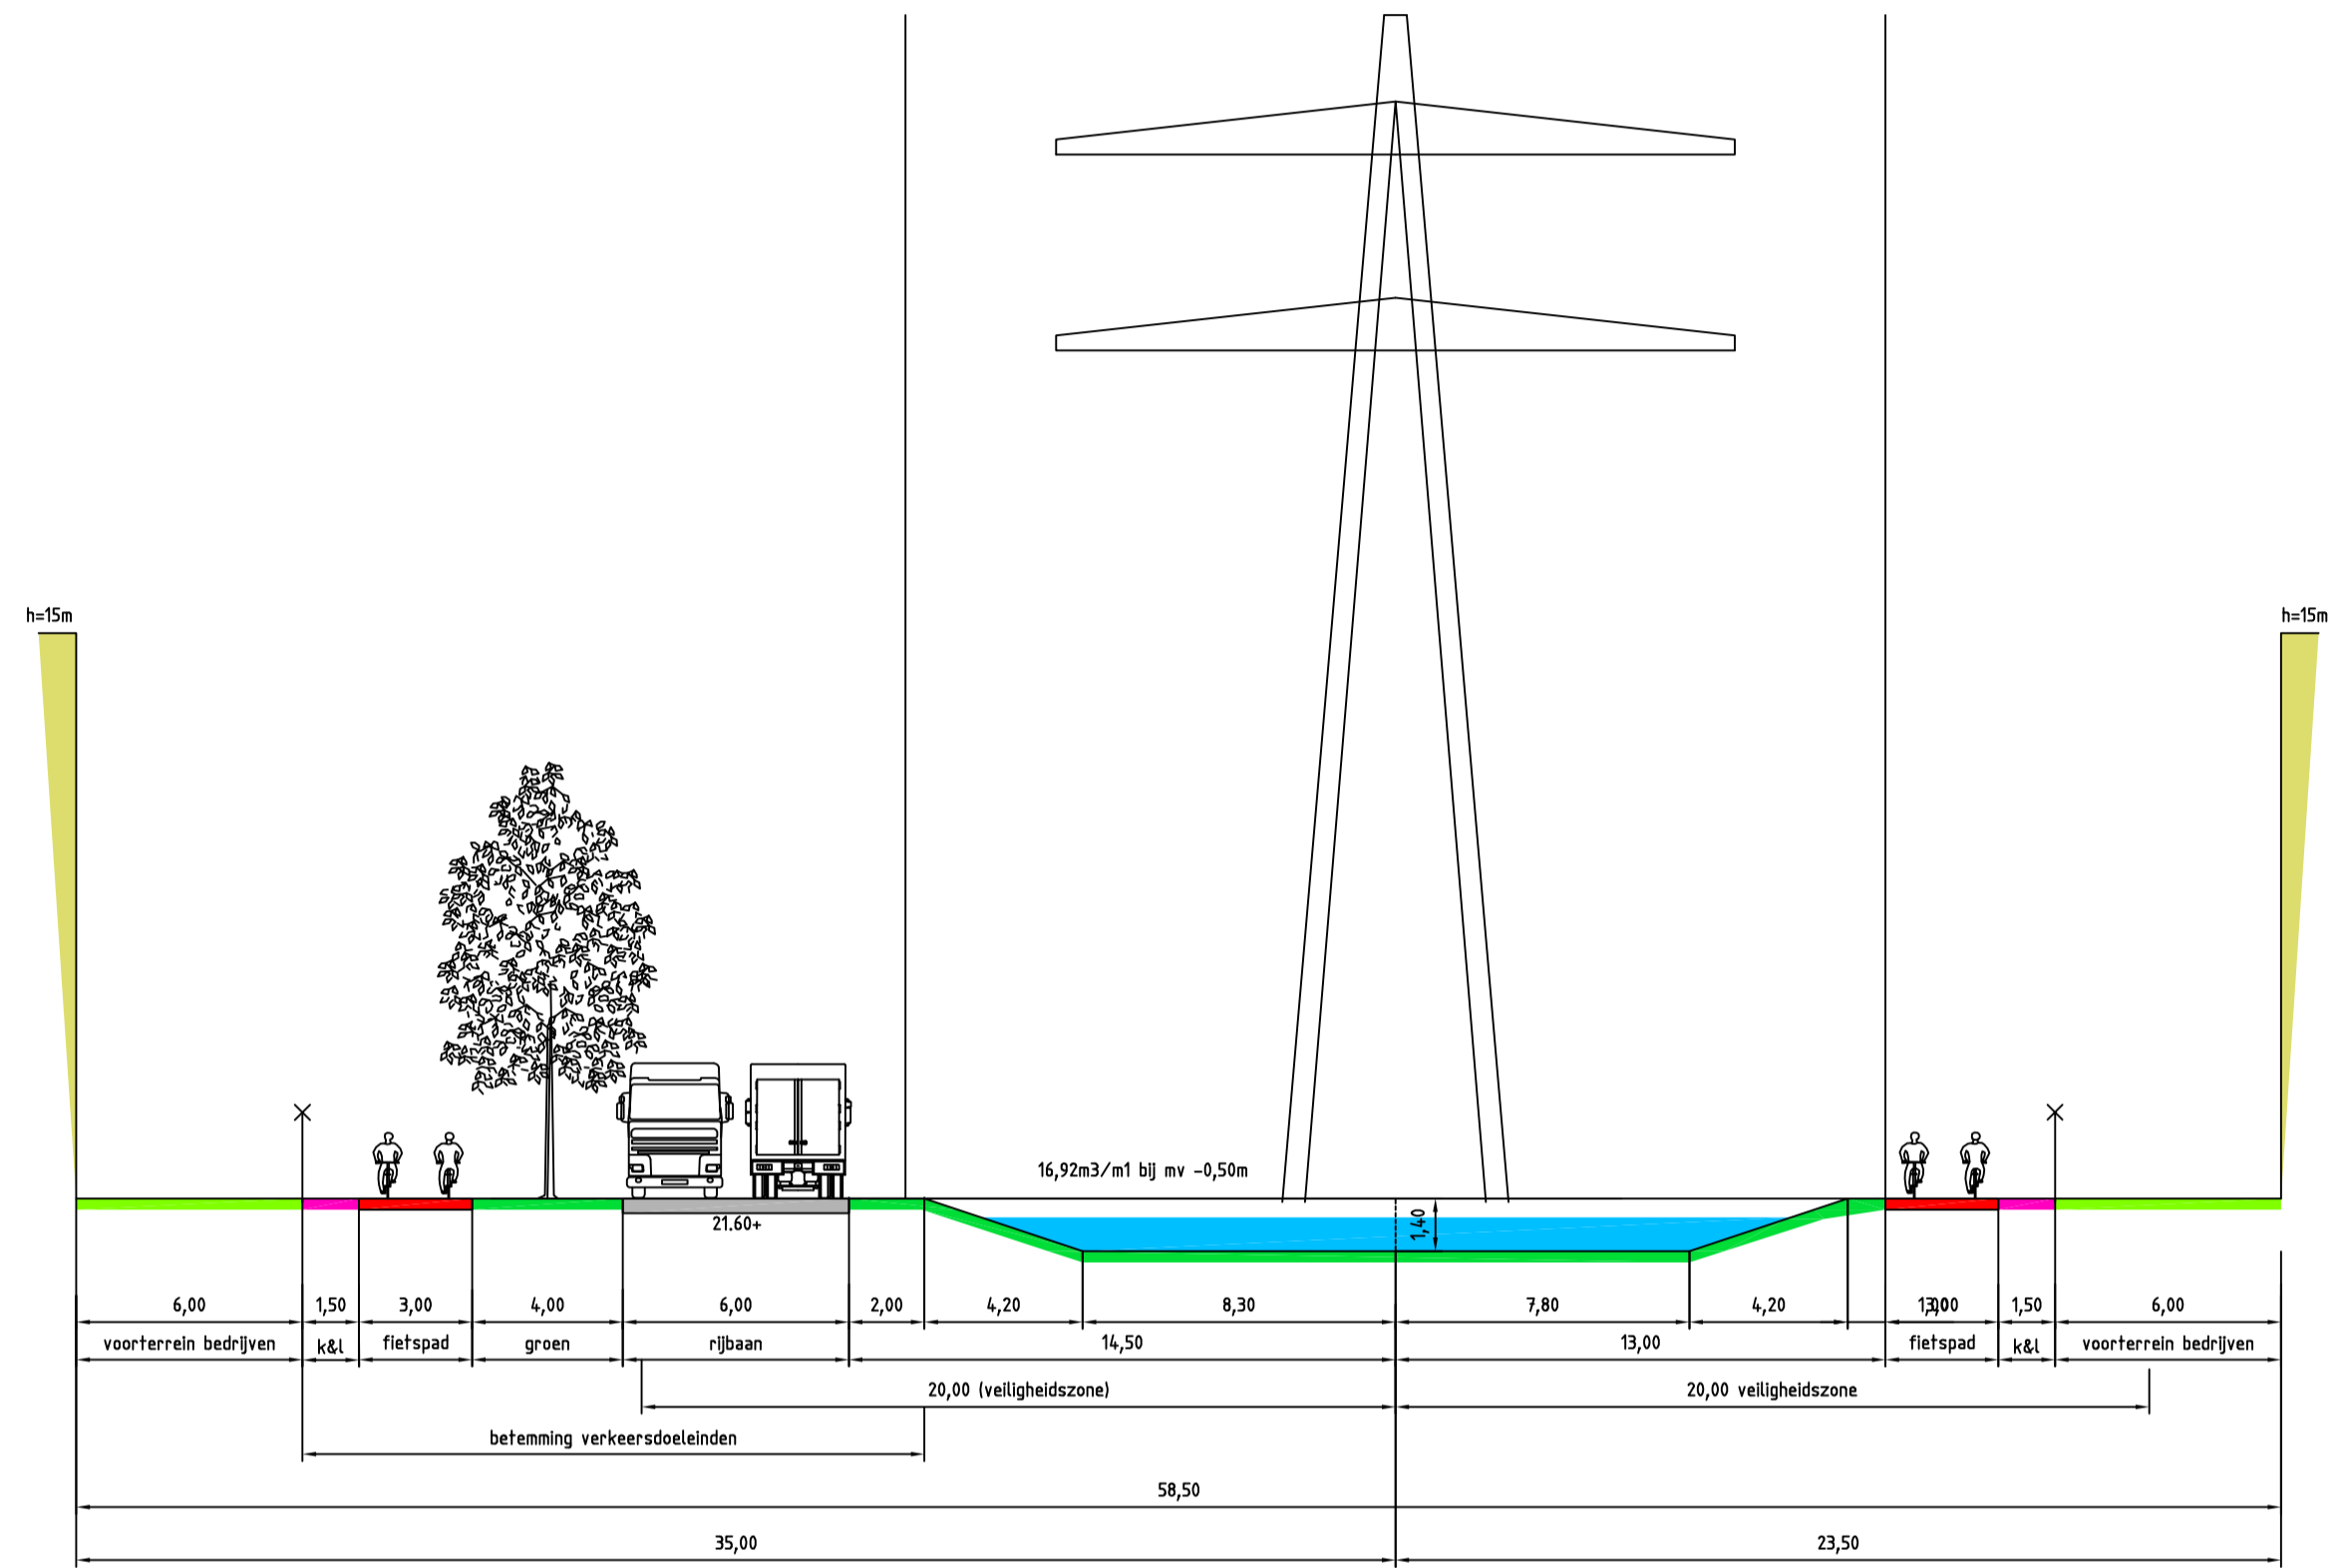 h=15m
h=15m
16,92m3/m1 bij mv -0,50m
21.60+
1,40
6,00 1,50 3,00 4,00 6,00 2,00 4,20 8,30 7,80 4,20 1,50 6,00
voorterrein bedrijven k&l fietspad groen rijbaan 14,50 13,00 fietspad k&l voorterrein bedrijven
20,00 (veiligheidszone) 20,00 veiligheidszone
betemming verkeersdoeleinden
58,50
35,00 23,50